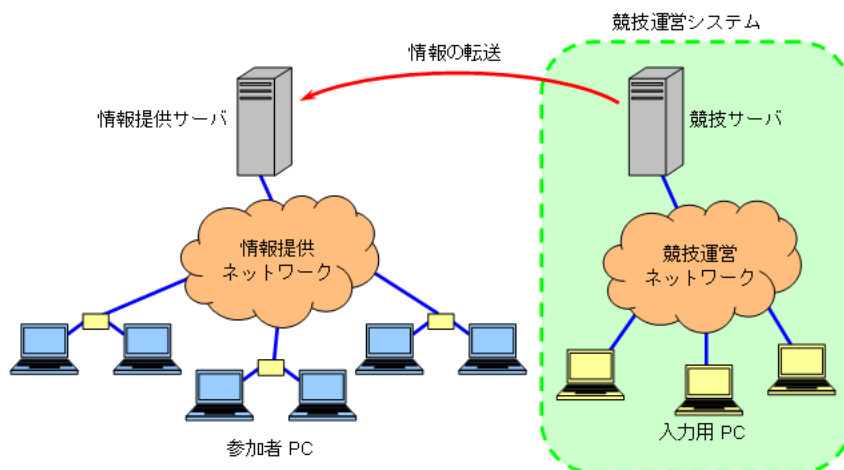 競技運営システム
情報の転送
情報提供サーバ
競技サーバ
情報提供
ネットワーク
競技運営
ネットワーク
参加者 PC
入力用 PC